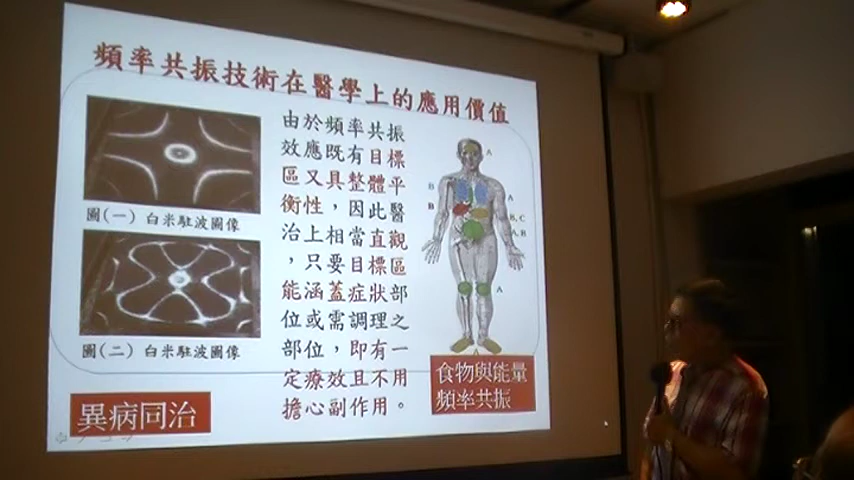 頻率共振技術在醫學上的應用價值
圖(一) 白米駐波圖像
圖(二) 白米駐波圖像
異病同治
由於頻率共振
效應既有目標
區又具整體平
衡性，因此醫
治上相當直觀
，只要目標區
能涵蓋症狀部
位或需調理之
部位，即有一
定療效且不用
擔心副作用。
A
B
A
B
B, C
A, B
A
A
食物與能量
頻率共振